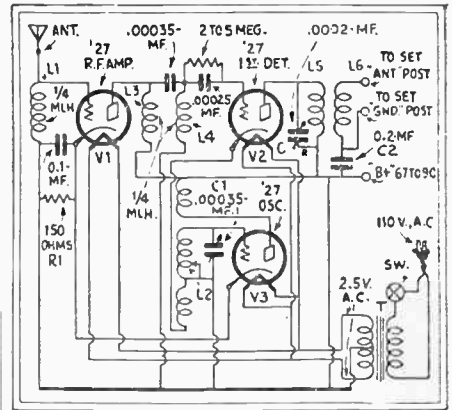 ANT.
L1
'27
R.F. AMP.
.00035-
MF.
2 TO 5 MEG.
'27
1ST DET.
.0002-MF.
L5
L6
TO SET
ANT POST
TO SET
GND. POST
1/4
MLH.
L3
.00025
MF.
L4
C
R
0.2-MF
C2
V1
V2
0.1-
MF.
B+ 67 TO 90
1/4
MLH.
C1
.00035-
MF.
'27
OSC.
110 V., A.C
150
OHMS
R1
SW.
L2
2.5V.
A.C.
V3